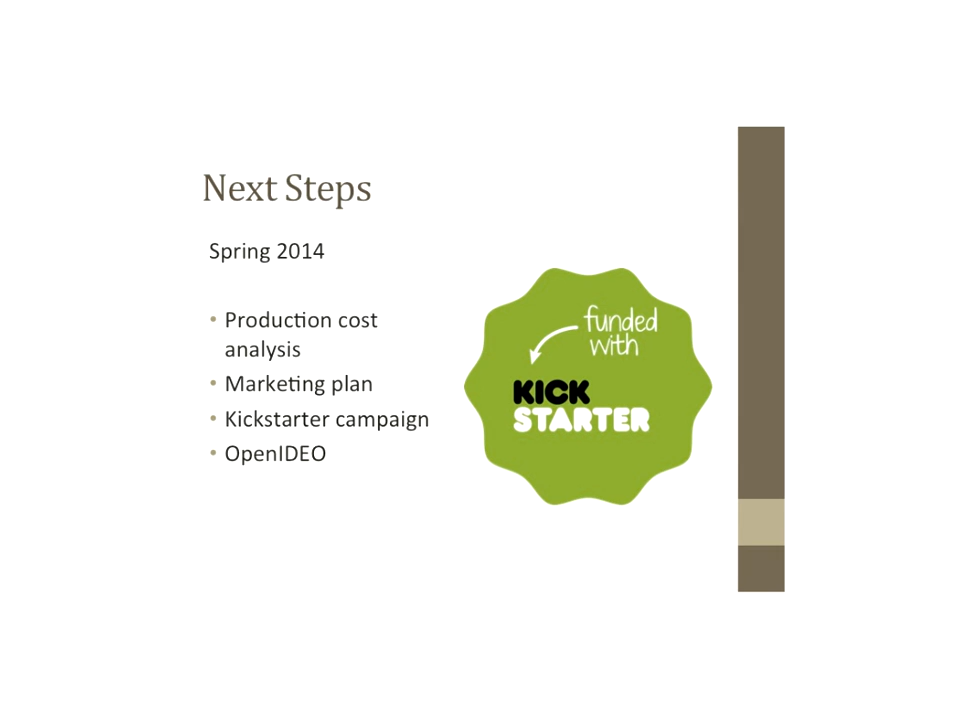 Next Steps
Spring 2014
• Production cost
analysis
• Marketing plan
• Kickstarter campaign
• OpenIDEO
funded
with
KICK
STARTER